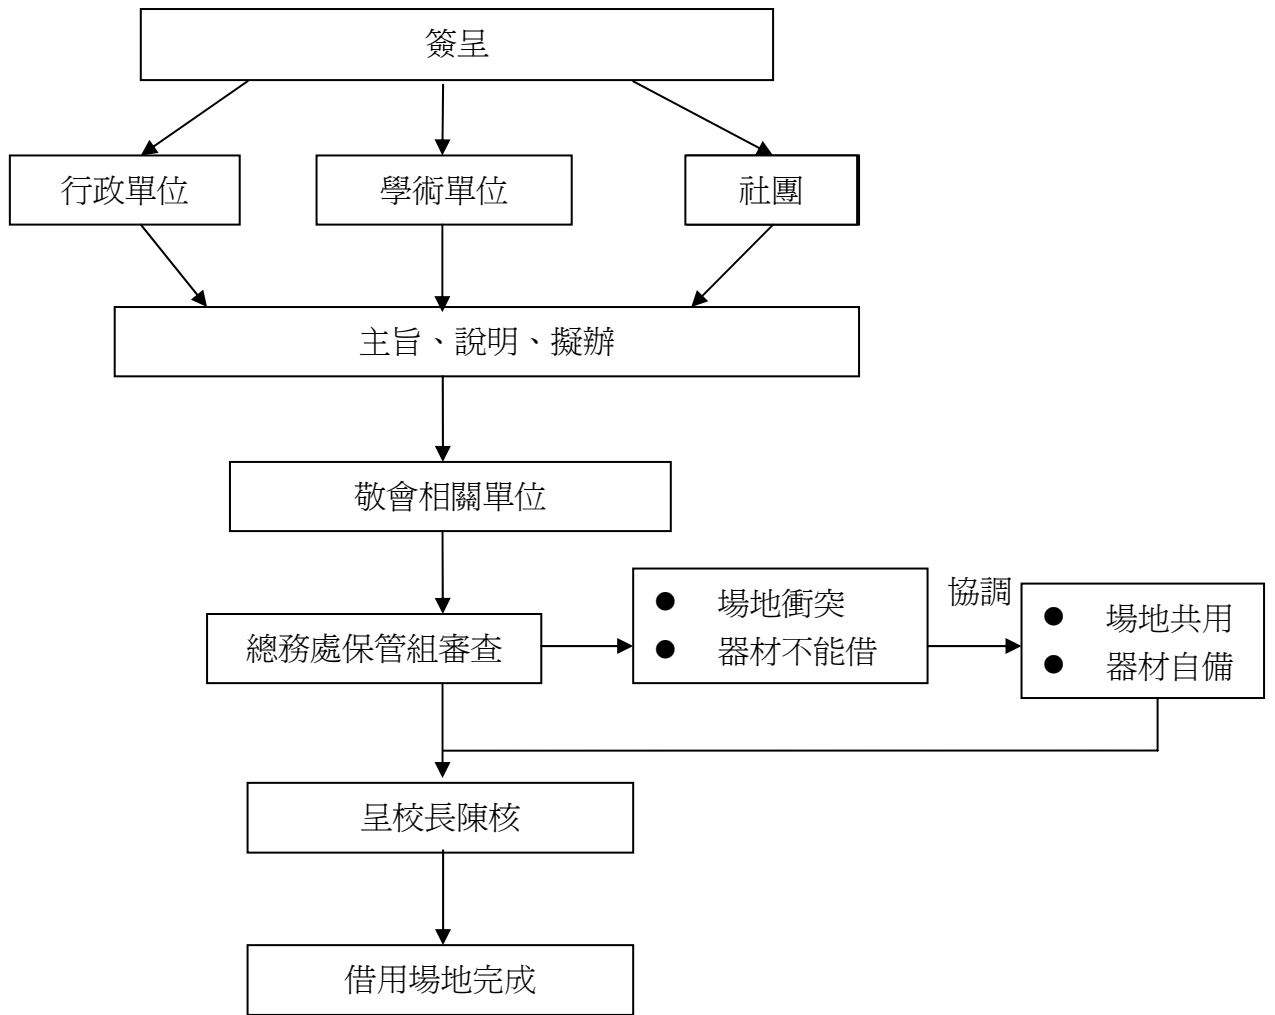 簽呈
行政單位
學術單位
社團
主旨、說明、擬辦
敬會相關單位
總務處保管組審查
● 場地衝突
● 器材不能借
協調
● 場地共用
● 器材自備
呈校長陳核
借用場地完成